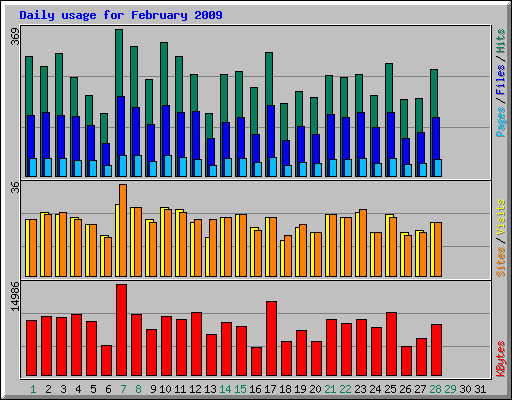 Daily usage for February 2009
369
Pages / Files / Hits
36
Sites / Visits
14986
KBytes
1 2 3 4 5 6 7 8 9 10 11 12 13 14 15 16 17 18 19 20 21 22 23 24 25 26 27 28 29 30 31